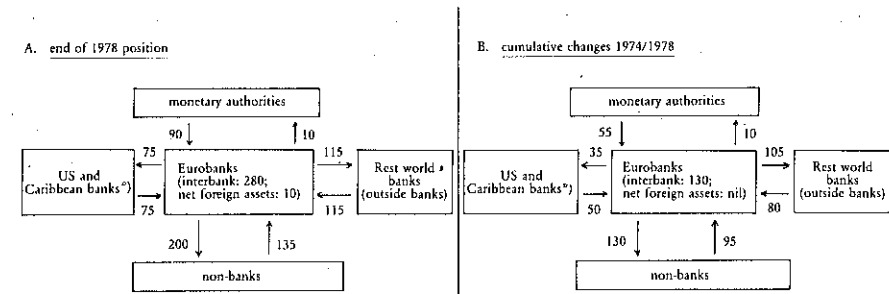 A. end of 1978 position
monetary authorities
90
10
75
115
US and
Caribbean banks°)
Eurobanks
(interbank: 280;
net foreign assets: 10)
Rest world
banks
(outside banks)
75
115
200
135
non-banks
B. cumulative changes 1974/1978
monetary authorities
55
10
35
105
US and
Caribbean banks°)
Eurobanks
(interbank: 130;
net foreign assets: nil)
Rest world
banks
(outside banks)
50
80
130
95
non-banks